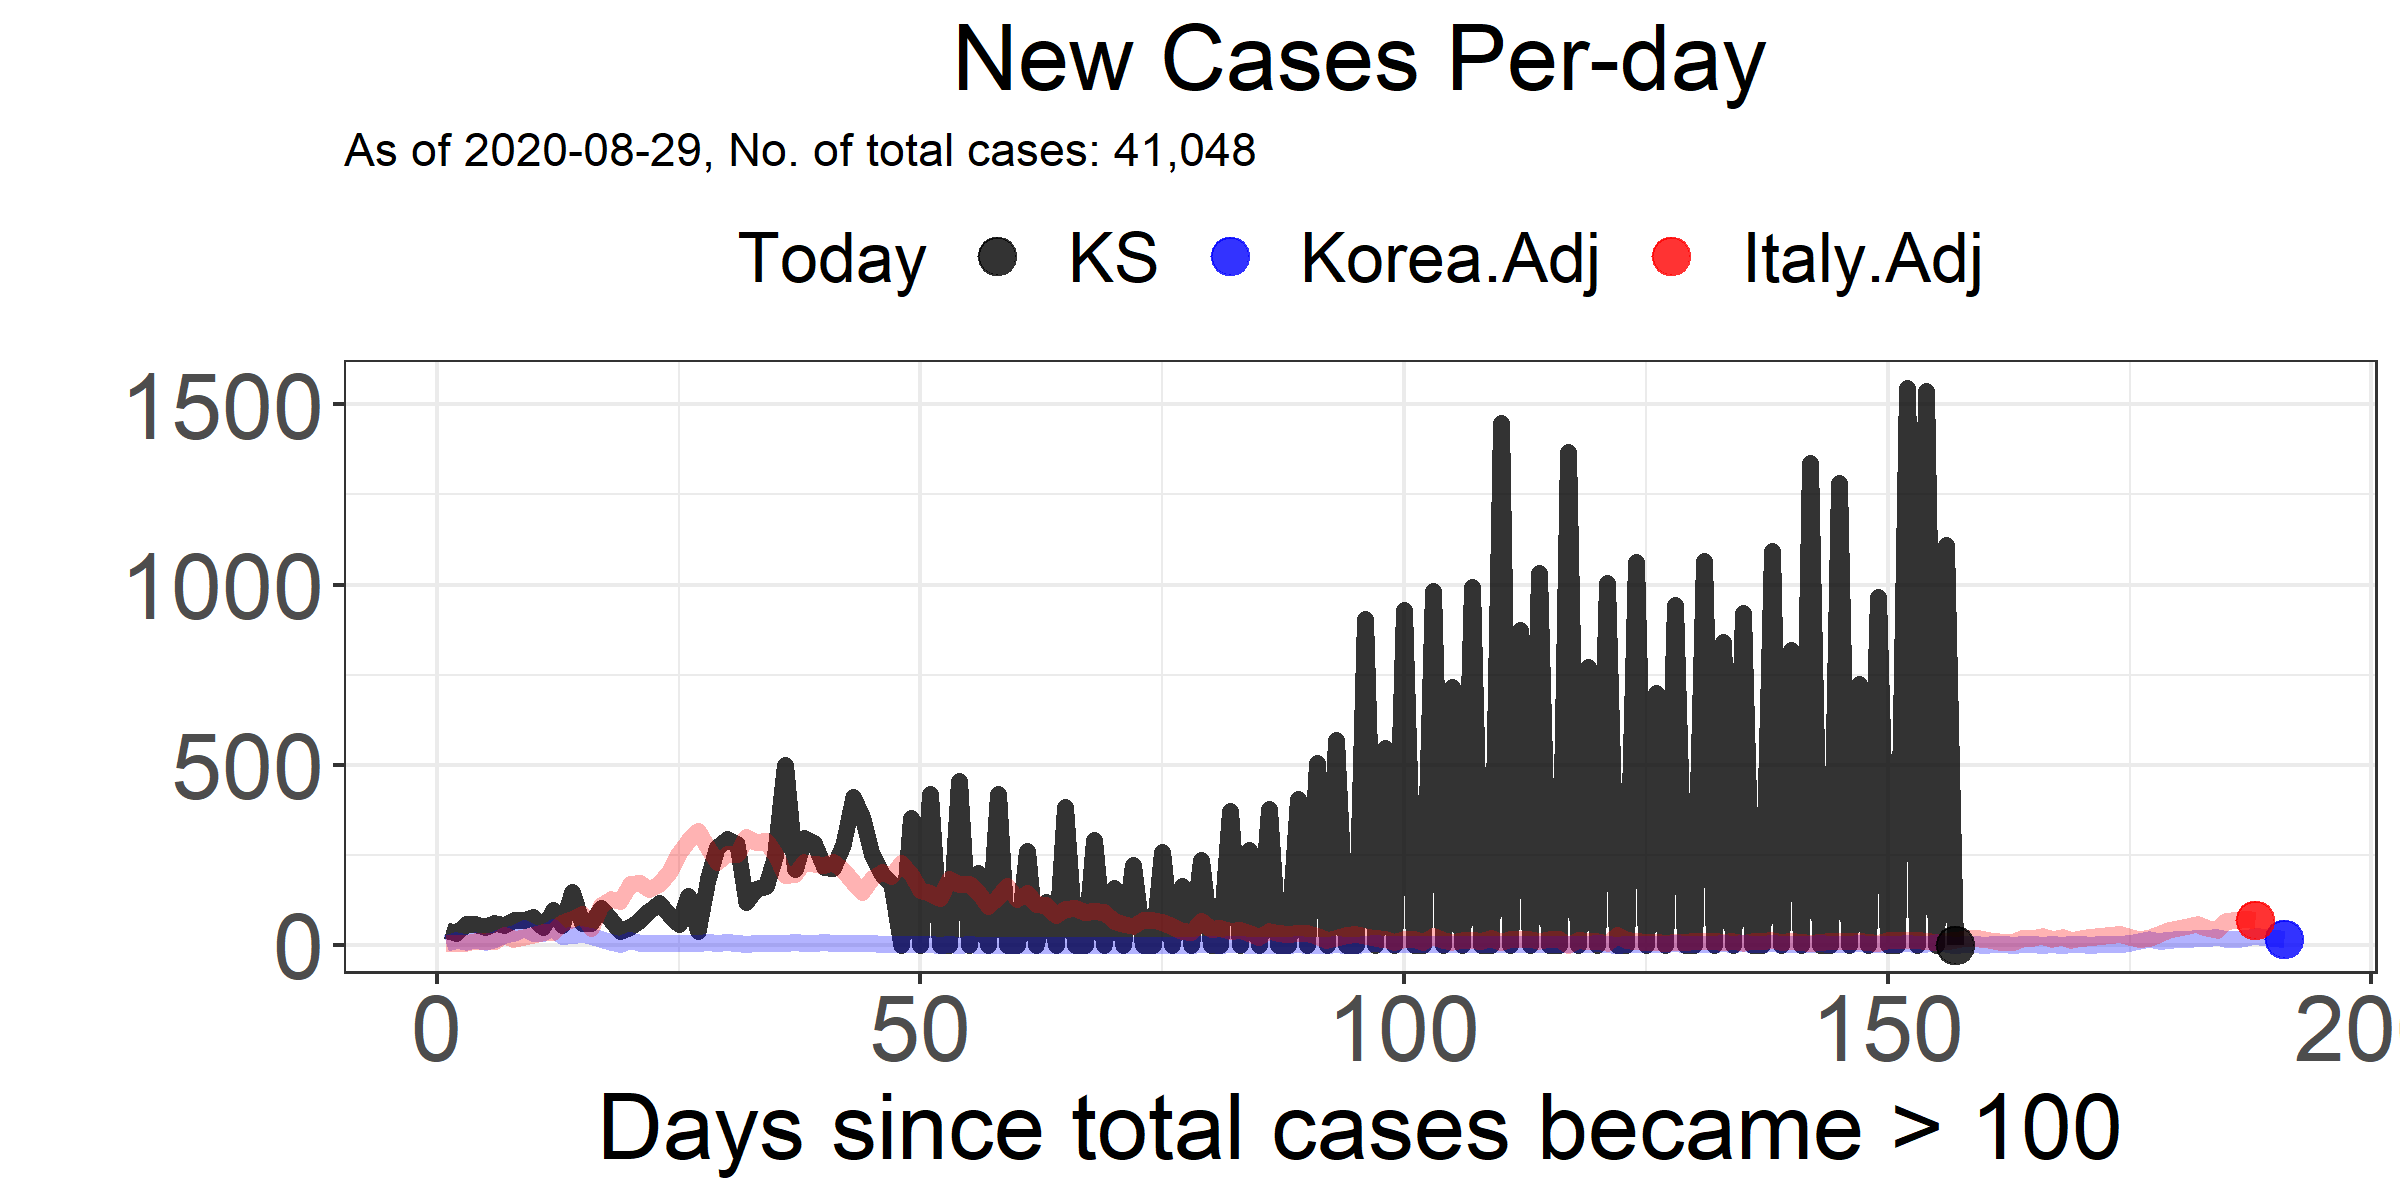 New Cases Per-day
As of 2020-08-29, No. of total cases: 41,048
Today KS Korea.Adj Italy.Adj
1500
1000
500
0
0 50 100 150 20
Days since total cases became > 100